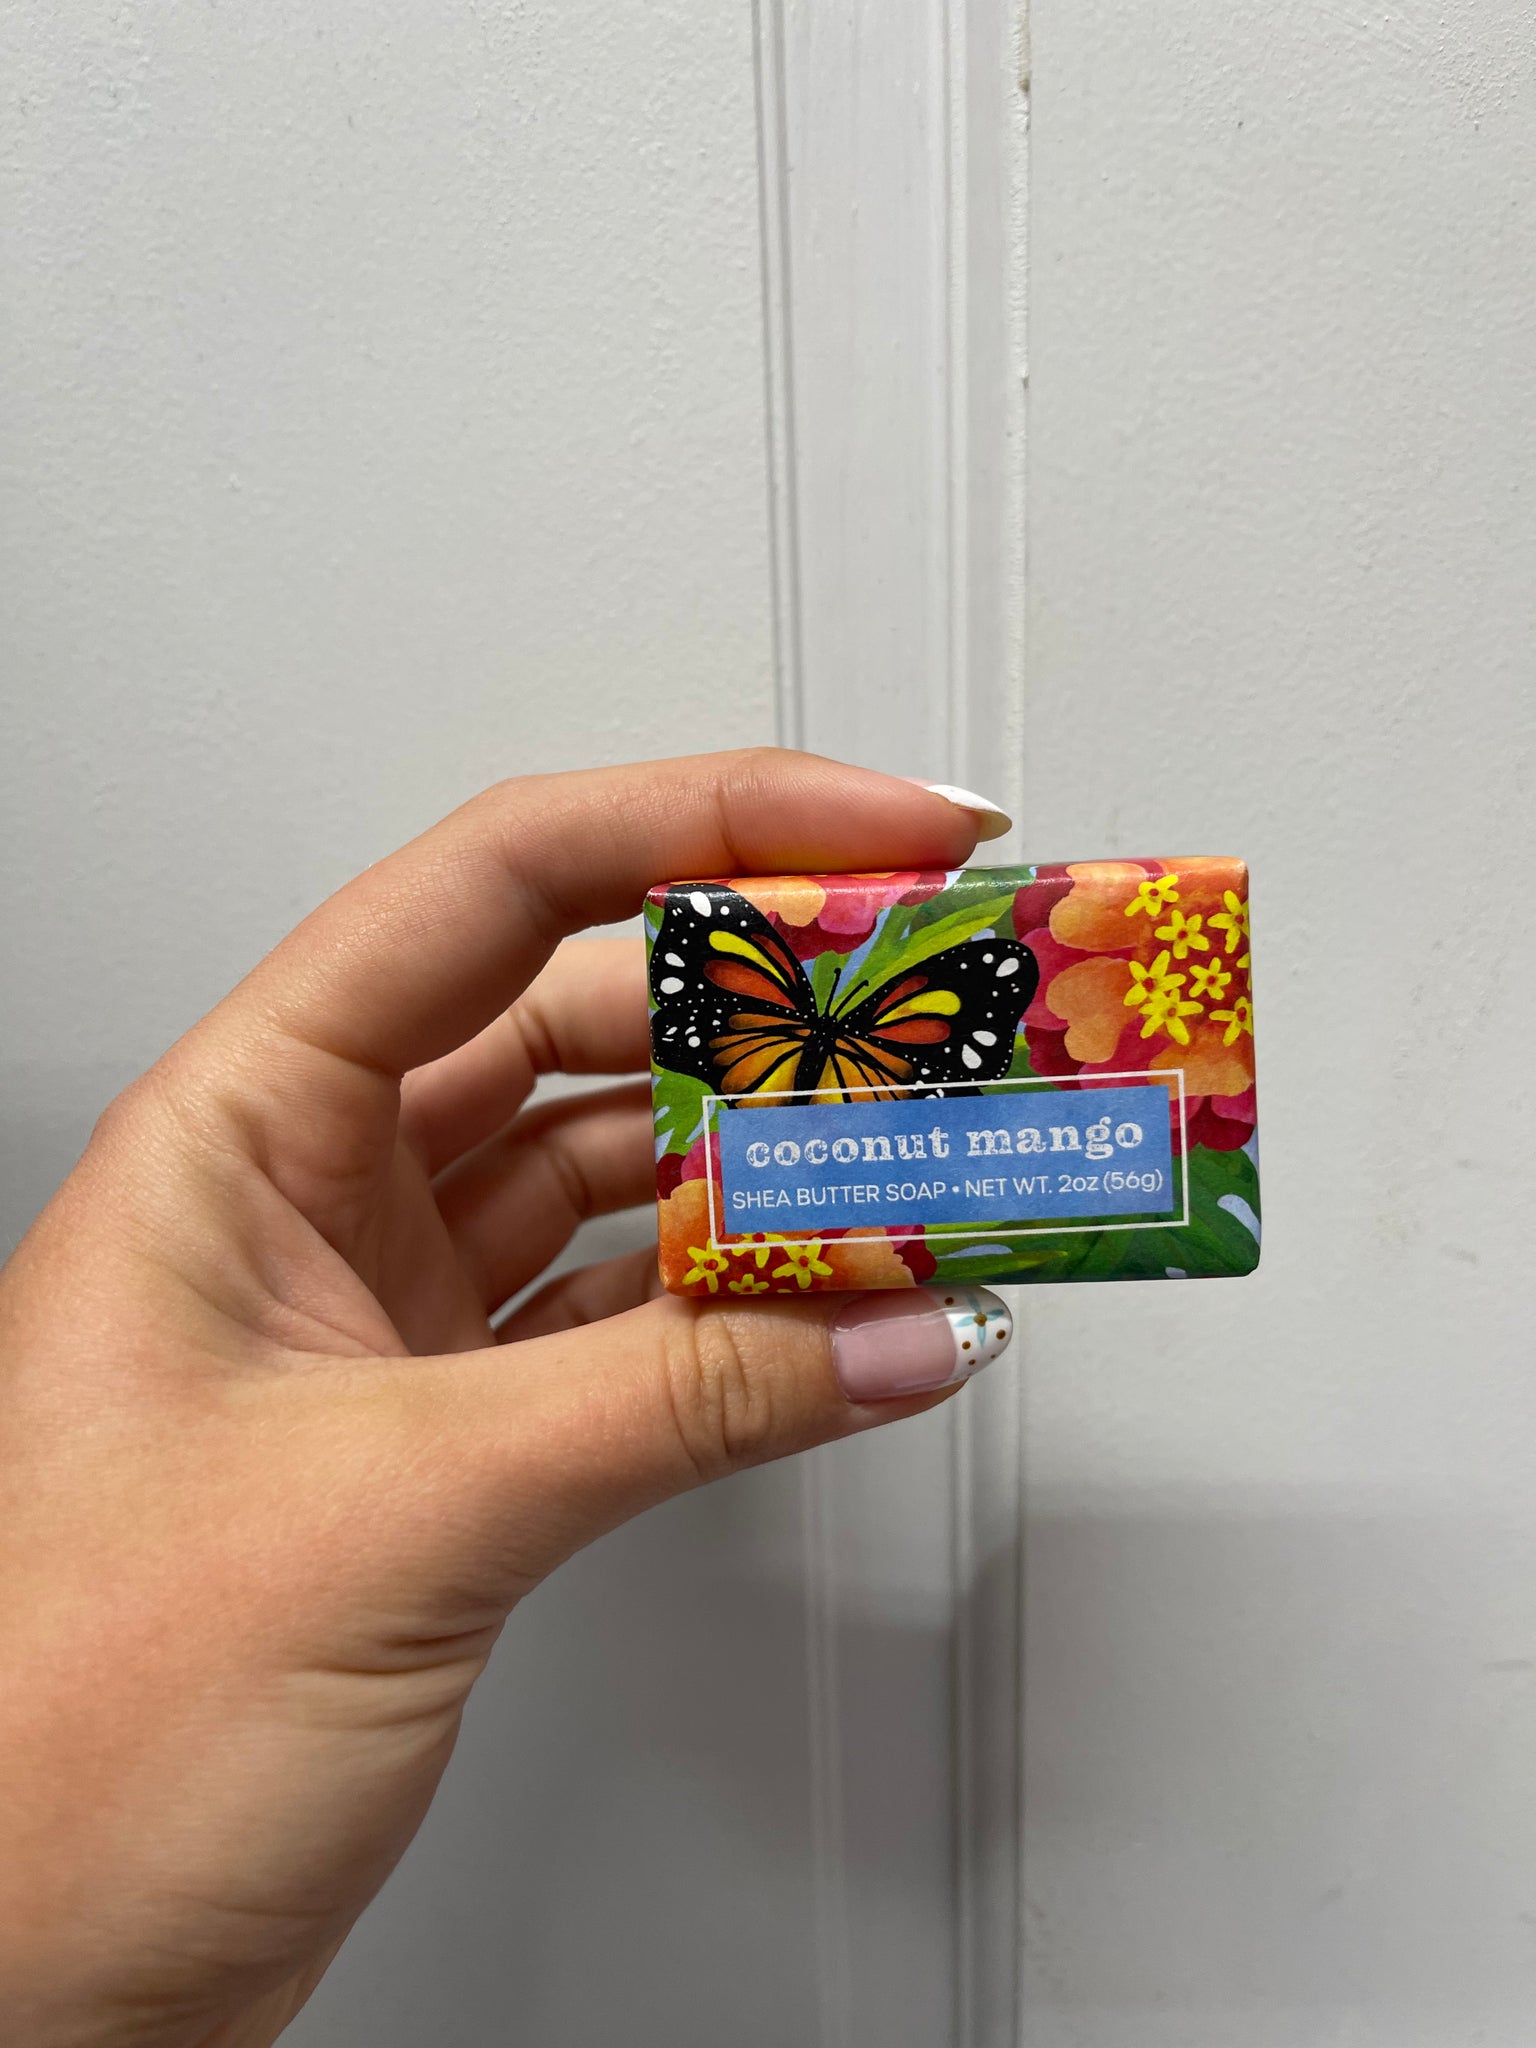 coconut mango
SHEA BUTTER SOAP • NET WT. 2oz (56g)